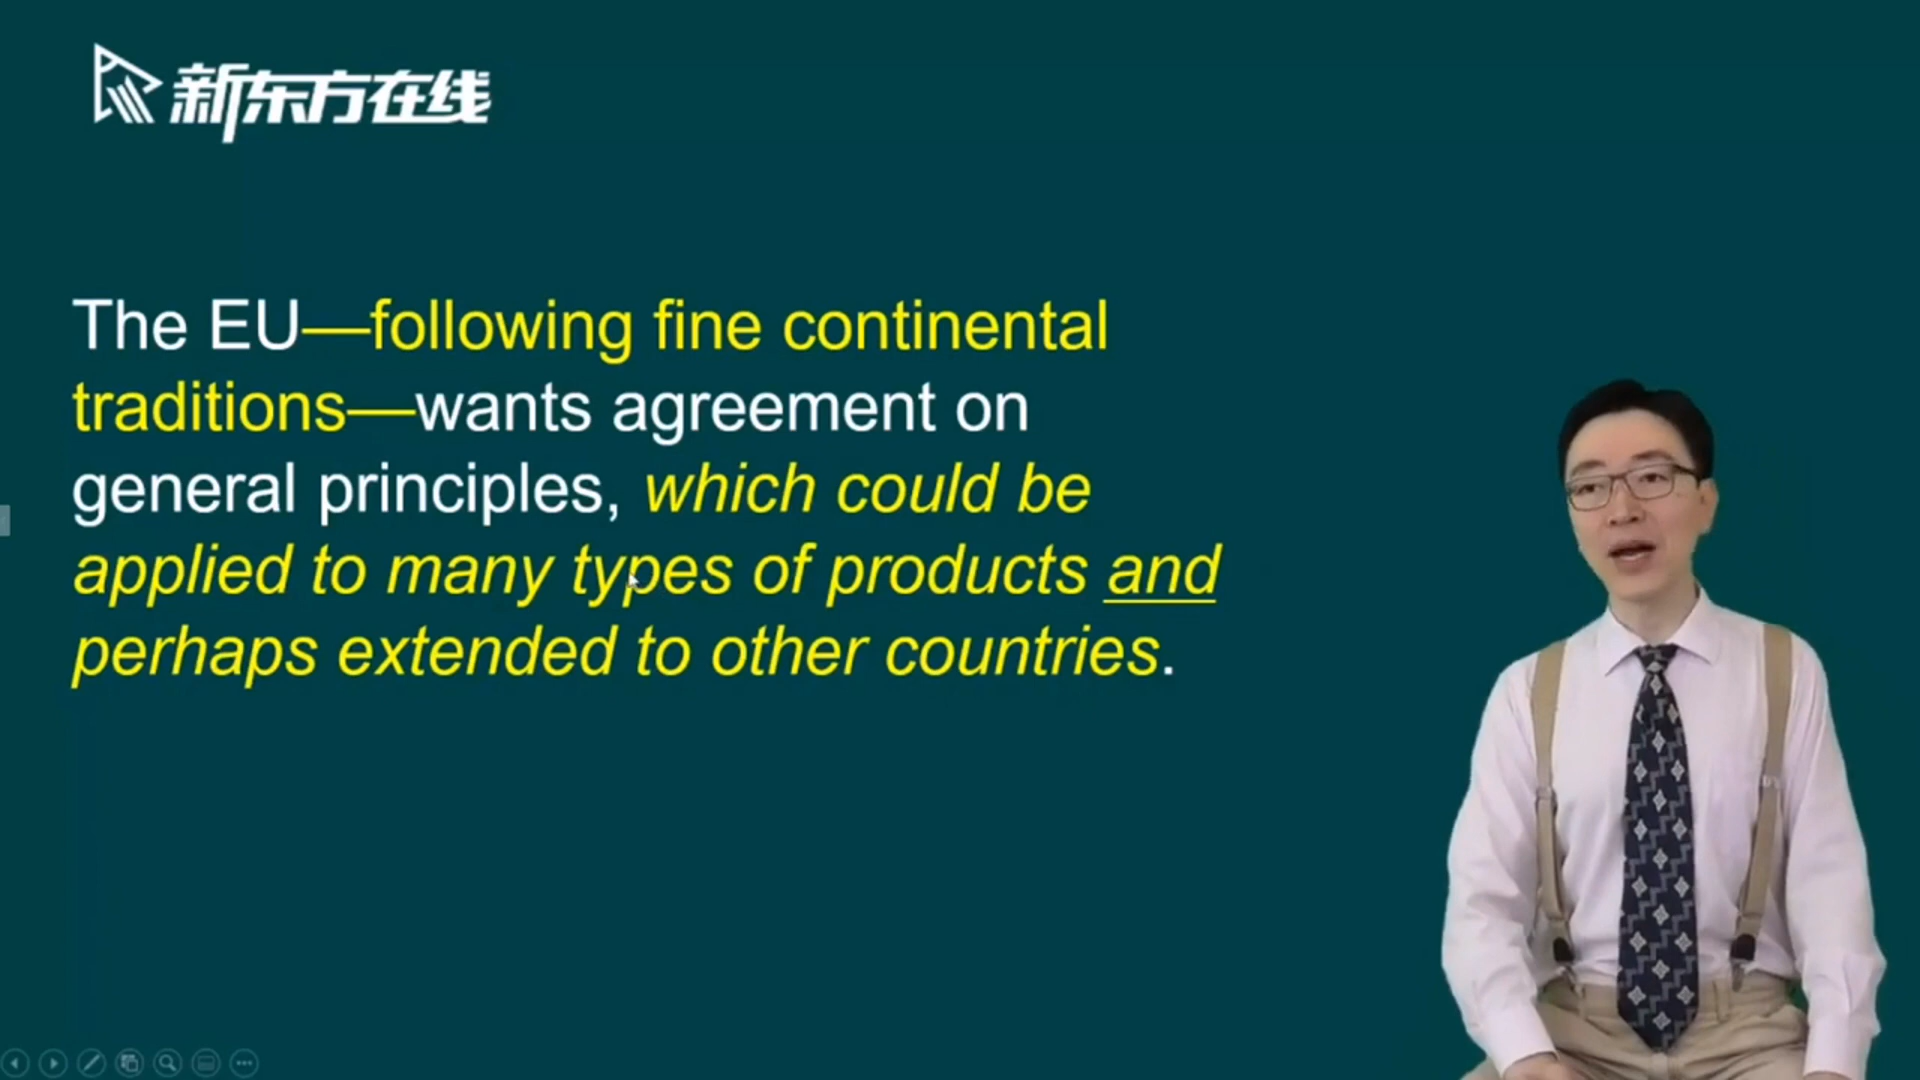 新东方在线
The EU—following fine continental
traditions—wants agreement on
general principles, which could be
applied to many types of products and
perhaps extended to other countries.